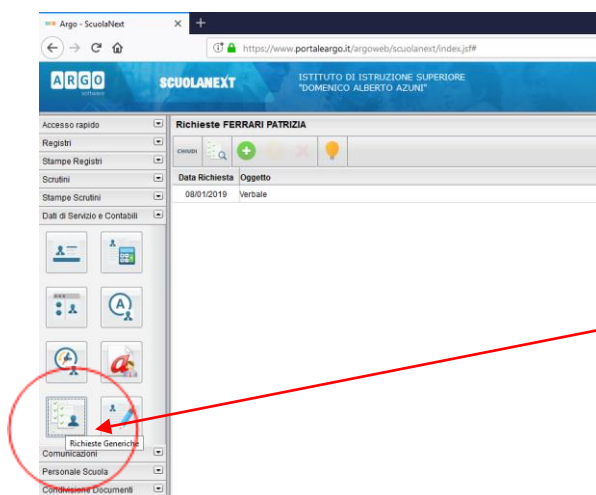 Argo - ScuolaNext
https://www.portaleargo.it/argoweb/scuolanext/index.jsf#
ARGO
software
SCUOLANEXT
ISTITUTO DI ISTRUZIONE SUPERIORE
"DOMENICO ALBERTO AZUNI"
Accesso rapido
Registri
Stampe Registri
Scrutini
Stampe Scrutini
Dati di Servizio e Contabili
Richieste Generiche
Comunicazioni
Personale Scuola
Condivisione Documenti
Richieste FERRARI PATRIZIA
CHIUDI
Data Richiesta Oggetto
08/01/2019 Verbale